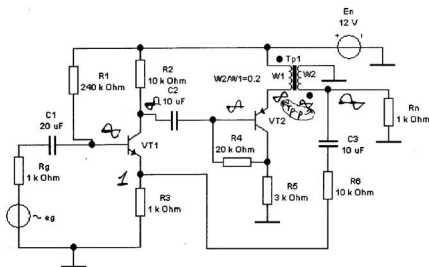 En
12 V
R1
240 k Ohm
R2
10 k Ohm
C2
10 uF
W2/W1=0.2
Tp1
W1
W2
C1
20 uF
VT1
VT2
Rg
1 k Ohm
R4
20 k Ohm
C3
10 uF
Rn
1 k Ohm
1
R3
1 k Ohm
R5
3 k Ohm
R6
10 k Ohm
~ eg